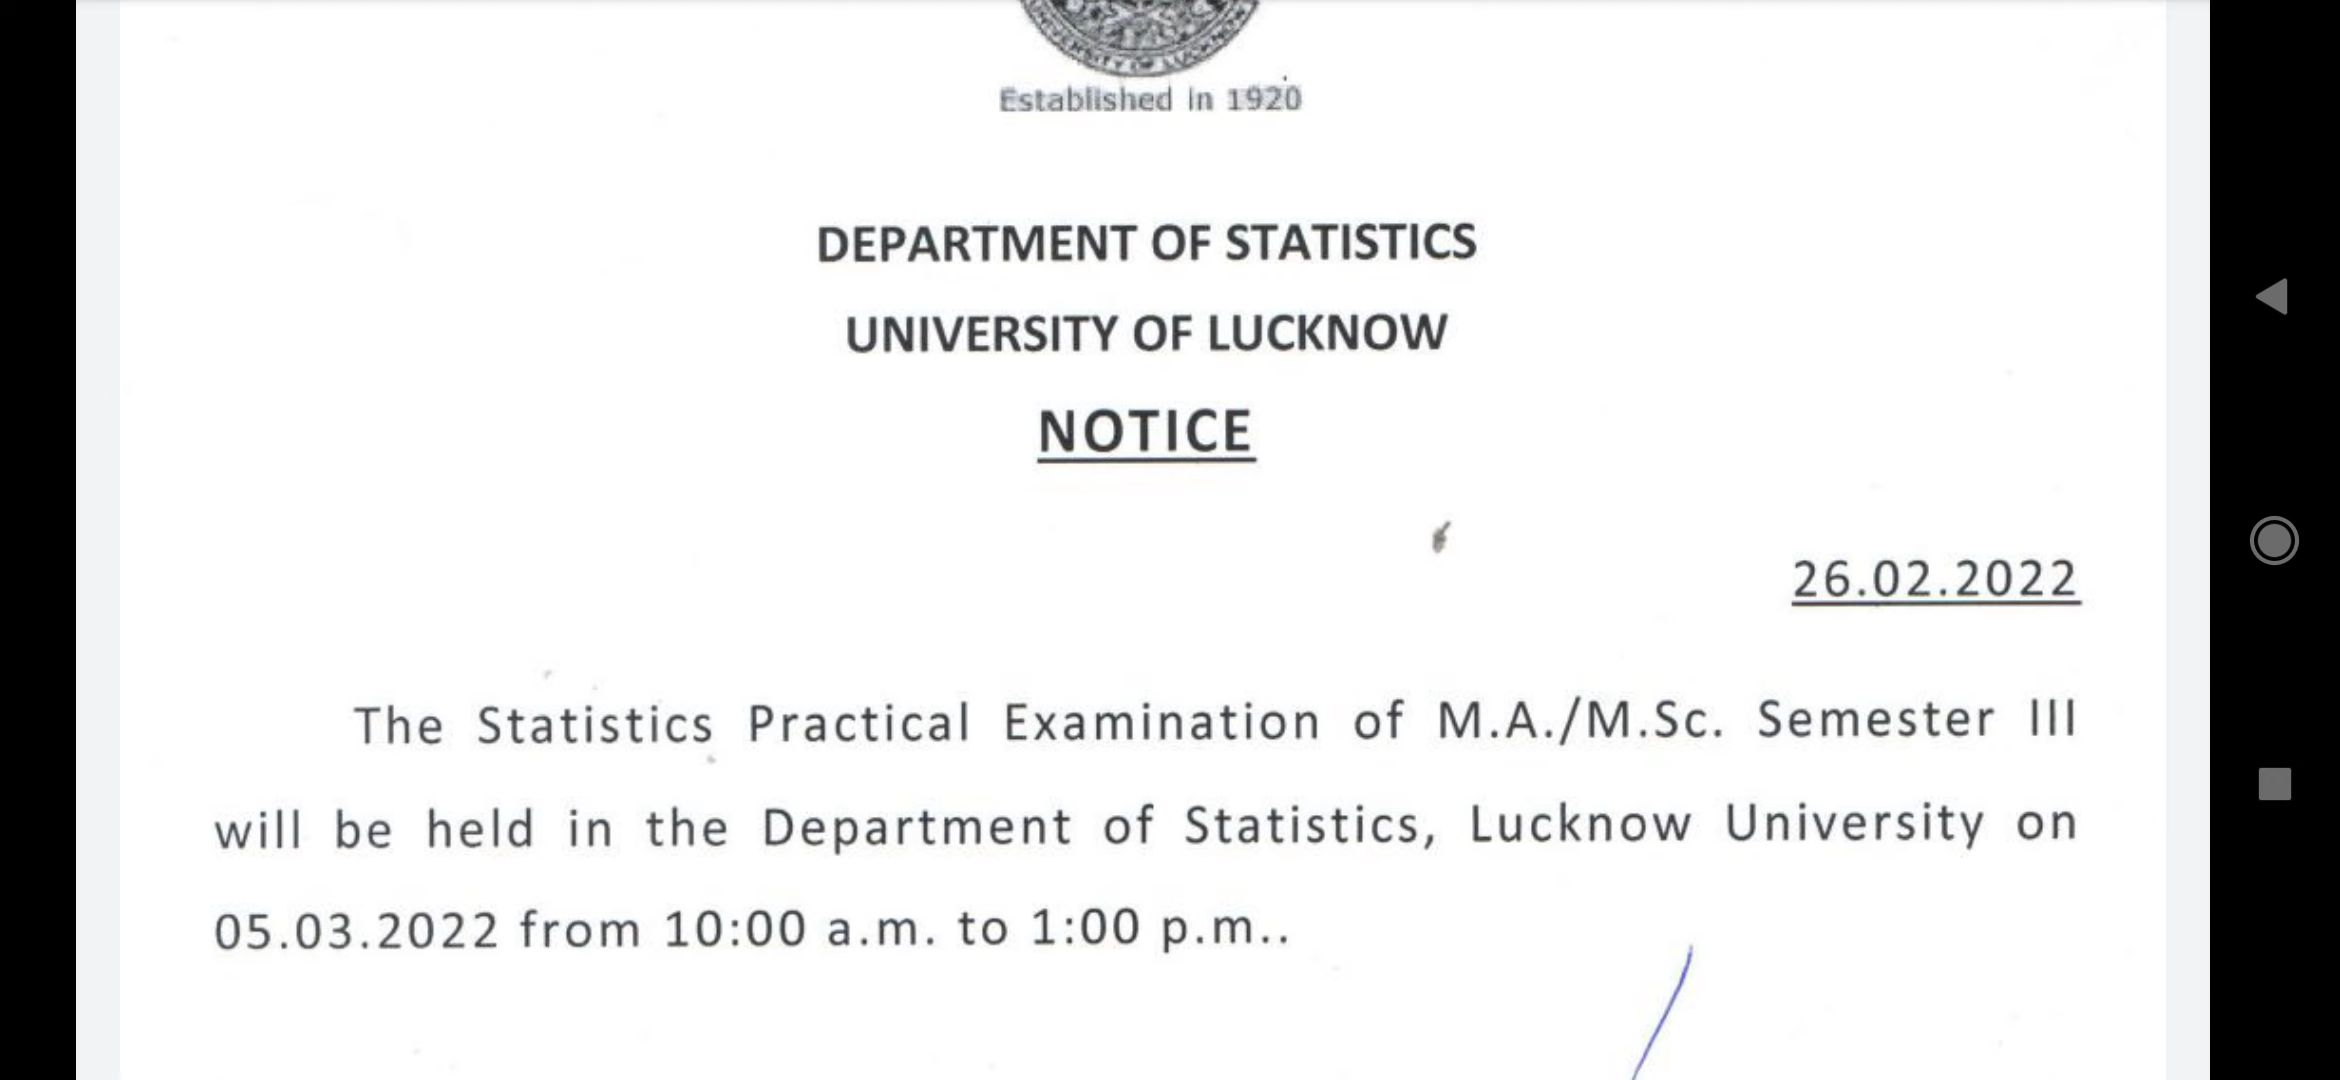 Established in 1920
DEPARTMENT OF STATISTICS
UNIVERSITY OF LUCKNOW
NOTICE
26.02.2022
The Statistics Practical Examination of M.A./M.Sc. Semester III
will be held in the Department of Statistics, Lucknow University on
05.03.2022 from 10:00 a.m. to 1:00 p.m..